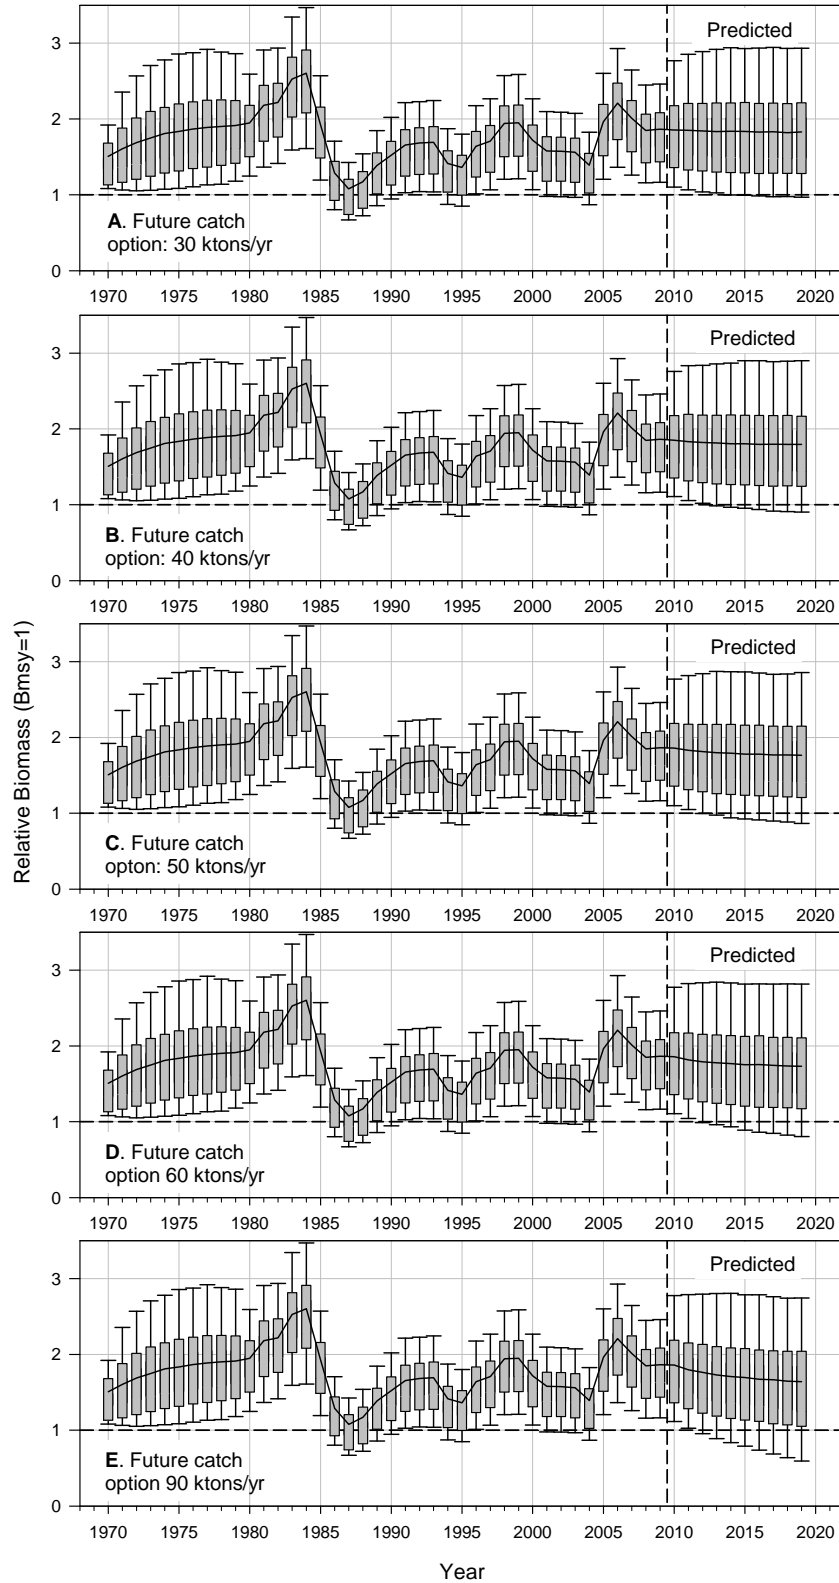 Relative Biomass (Bmsy=1)
3
2
1
0
Predicted
A. Future catch
option: 30 ktons/yr
1970 1975 1980 1985 1990 1995 2000 2005 2010 2015 2020
3
2
1
0
Predicted
B. Future catch
option: 40 ktons/yr
1970 1975 1980 1985 1990 1995 2000 2005 2010 2015 2020
3
2
1
0
Predicted
C. Future catch
opton: 50 ktons/yr
1970 1975 1980 1985 1990 1995 2000 2005 2010 2015 2020
3
2
1
0
Predicted
D. Future catch
option 60 ktons/yr
1970 1975 1980 1985 1990 1995 2000 2005 2010 2015 2020
3
2
1
0
Predicted
E. Future catch
option 90 ktons/yr
1970 1975 1980 1985 1990 1995 2000 2005 2010 2015 2020
Year